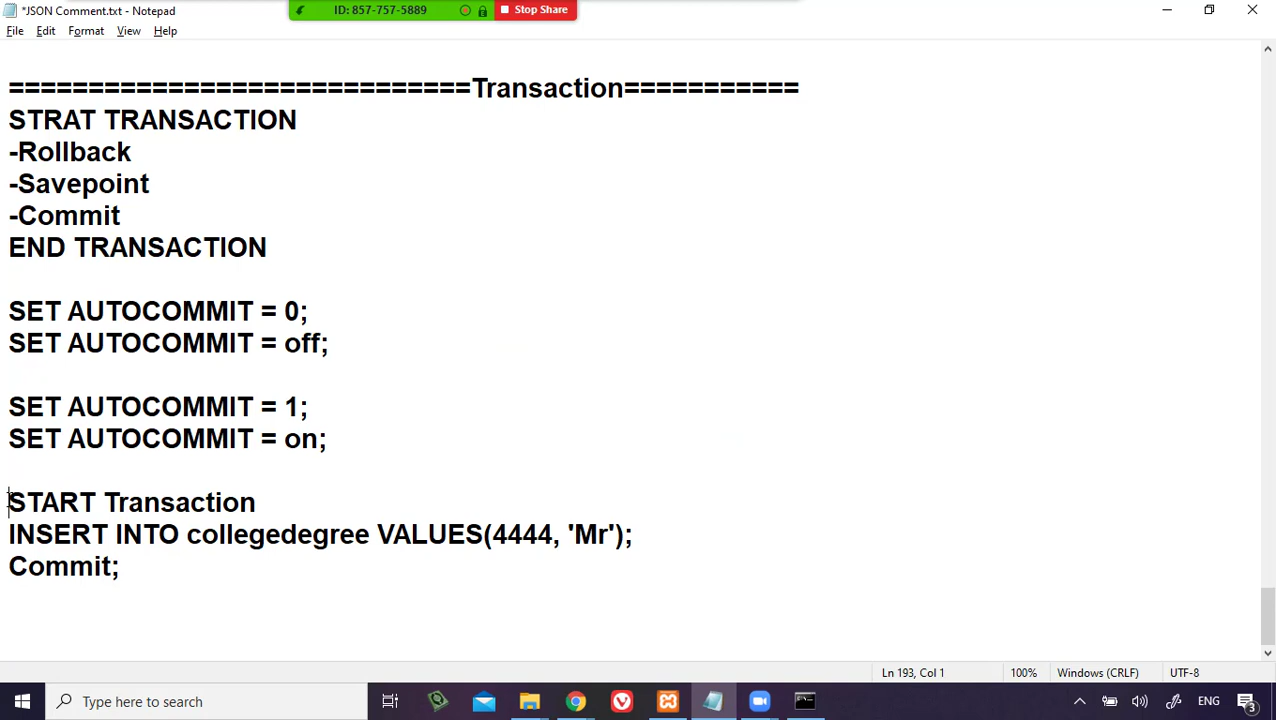 *JSON Comment.txt - Notepad
ID: 857-757-5889
Stop Share
File Edit Format View Help
=============================Transaction===========
STRAT TRANSACTION
-Rollback
-Savepoint
-Commit
END TRANSACTION
SET AUTOCOMMIT = 0;
SET AUTOCOMMIT = off;
SET AUTOCOMMIT = 1;
SET AUTOCOMMIT = on;
START Transaction
INSERT INTO collegedegree VALUES(4444, 'Mr');
Commit;
Ln 193, Col 1 100% Windows (CRLF) UTF-8
Type here to search
ENG
3